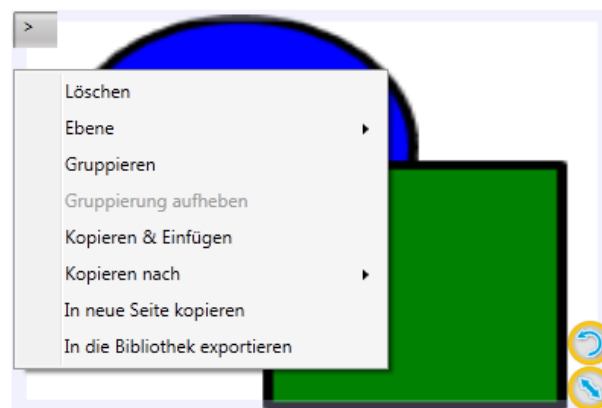 >
Löschen
Ebene
Gruppieren
Gruppierung aufheben
Kopieren & Einfügen
Kopieren nach
In neue Seite kopieren
In die Bibliothek exportieren